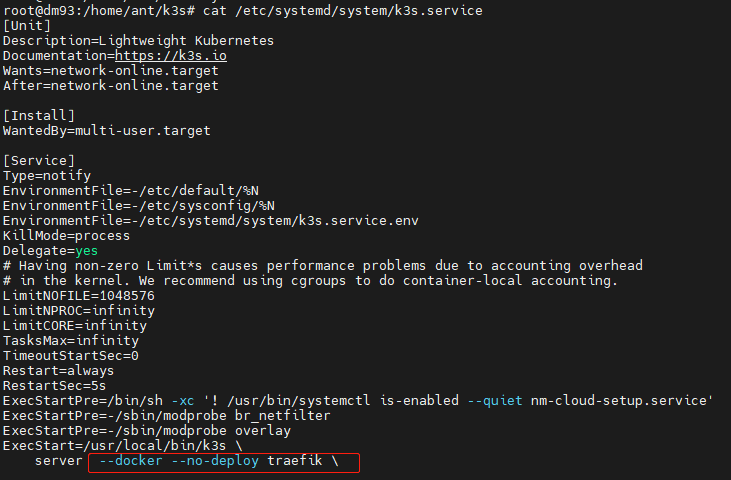 root@dm93:/home/ant/k3s# cat /etc/systemd/system/k3s.service
[Unit]
Description=Lightweight Kubernetes
Documentation=https://k3s.io
Wants=network-online.target
After=network-online.target

[Install]
WantedBy=multi-user.target

[Service]
Type=notify
EnvironmentFile=-/etc/default/%N
EnvironmentFile=-/etc/sysconfig/%N
EnvironmentFile=-/etc/systemd/system/k3s.service.env
KillMode=process
Delegate=yes
# Having non-zero Limit*s causes performance problems due to accounting overhead
# in the kernel. We recommend using cgroups to do container-local accounting.
LimitNOFILE=1048576
LimitNPROC=infinity
LimitCORE=infinity
TasksMax=infinity
TimeoutStartSec=0
Restart=always
RestartSec=5s
ExecStartPre=/bin/sh -xc '! /usr/bin/systemctl is-enabled --quiet nm-cloud-setup.service'
ExecStartPre=-/sbin/modprobe br_netfilter
ExecStartPre=-/sbin/modprobe overlay
ExecStart=/usr/local/bin/k3s \
    server  --docker --no-deploy traefik \